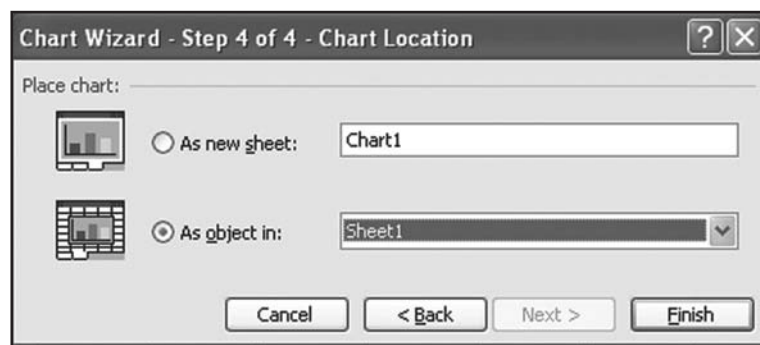 Chart Wizard - Step 4 of 4 - Chart Location
?
Place chart:
As new sheet: Chart1
As object in: Sheet1
Cancel < Back Next > Finish